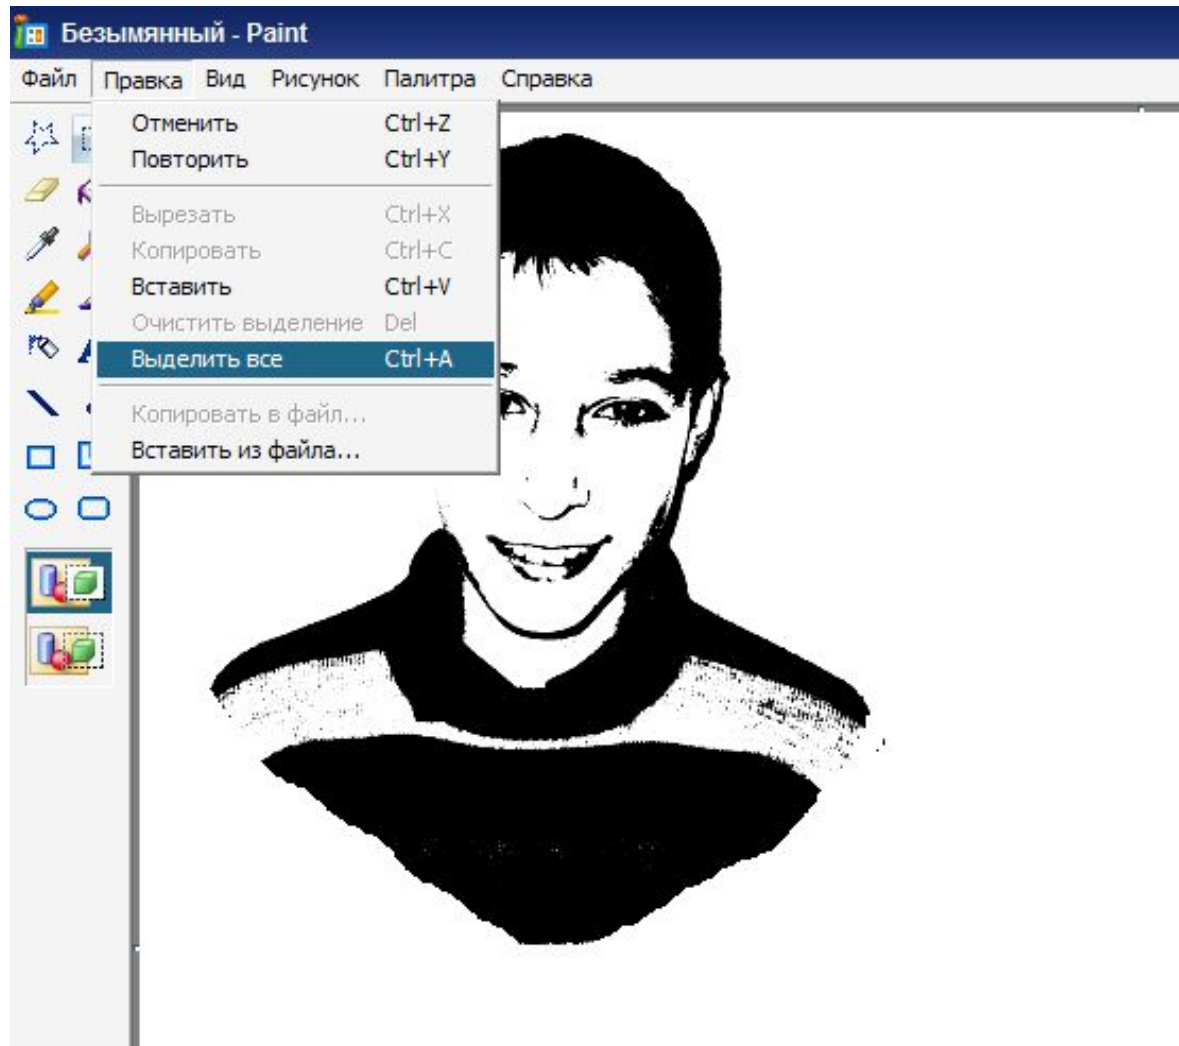 Безымянный - Paint
Файл Правка Вид Рисунок Палитра Справка
Отменить Ctrl+Z
Повторить Ctrl+Y
Вырезать Ctrl+X
Копировать Ctrl+C
Вставить Ctrl+V
Очистить выделение Del
Выделить все Ctrl+A
Копировать в файл...
Вставить из файла...